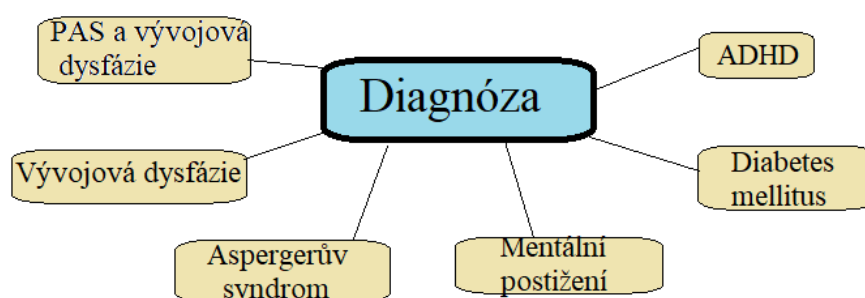 PAS a vývojová
dysfázie
Diagnóza
ADHD
Vývojová dysfázie
Diabetes
mellitus
Aspergerův
syndrom
Mentální
postižení